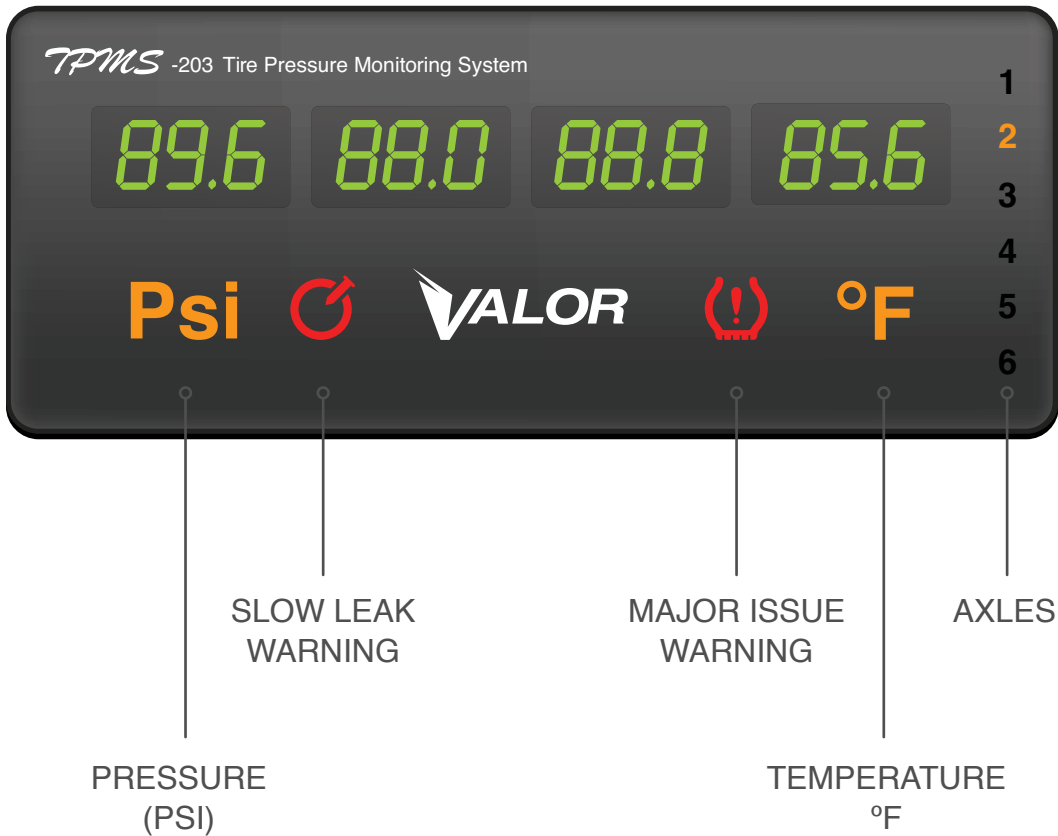 TPMS -203 Tire Pressure Monitoring System
89.6 88.0 88.8 85.6
1
2
3
4
5
6
Psi VALOR ºF
SLOW LEAK
WARNING
MAJOR ISSUE
WARNING
AXLES
PRESSURE
(PSI)
TEMPERATURE
ºF